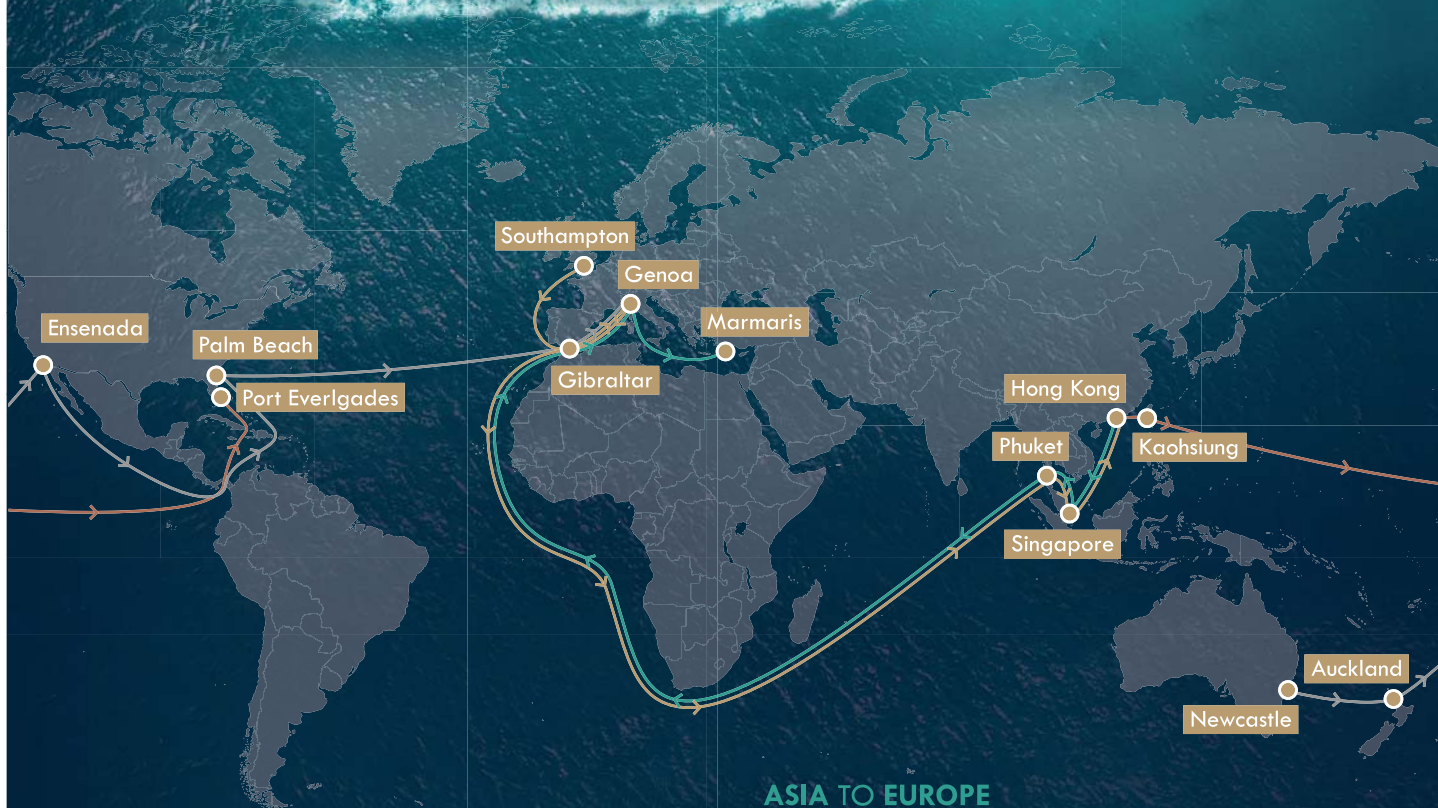 Southampton
Genoa
Ensenada
Marmaris
Palm Beach
Gibraltar
Port Everlgades
Hong Kong
Phuket
Kaohsiung
Singapore
Auckland
Newcastle
ASIA TO EUROPE